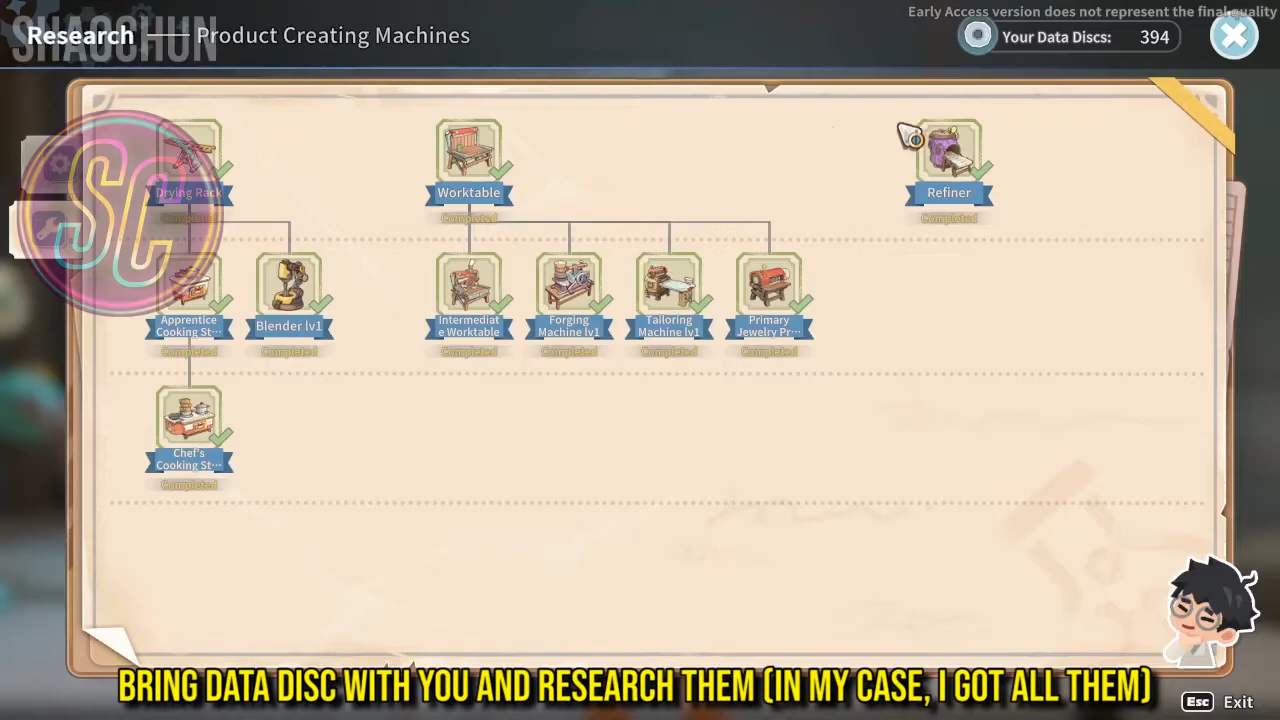 Early Access version does not represent the final quality
SHAOCHUN
Research — Product Creating Machines
Your Data Discs: 394
SC
Drying Rack
Completed
Worktable
Completed
Refiner
Completed
Apprentice
Cooking St···
Completed
Blender lv1
Completed
Intermediat
e Worktable
Completed
Forging
Machine lv1
Completed
Tailoring
Machine lv1
Completed
Primary
Jewelry Pr···
Completed
Chef's
Cooking St···
Completed
BRING DATA DISC WITH YOU AND RESEARCH THEM (IN MY CASE, I GOT ALL THEM)
Esc Exit